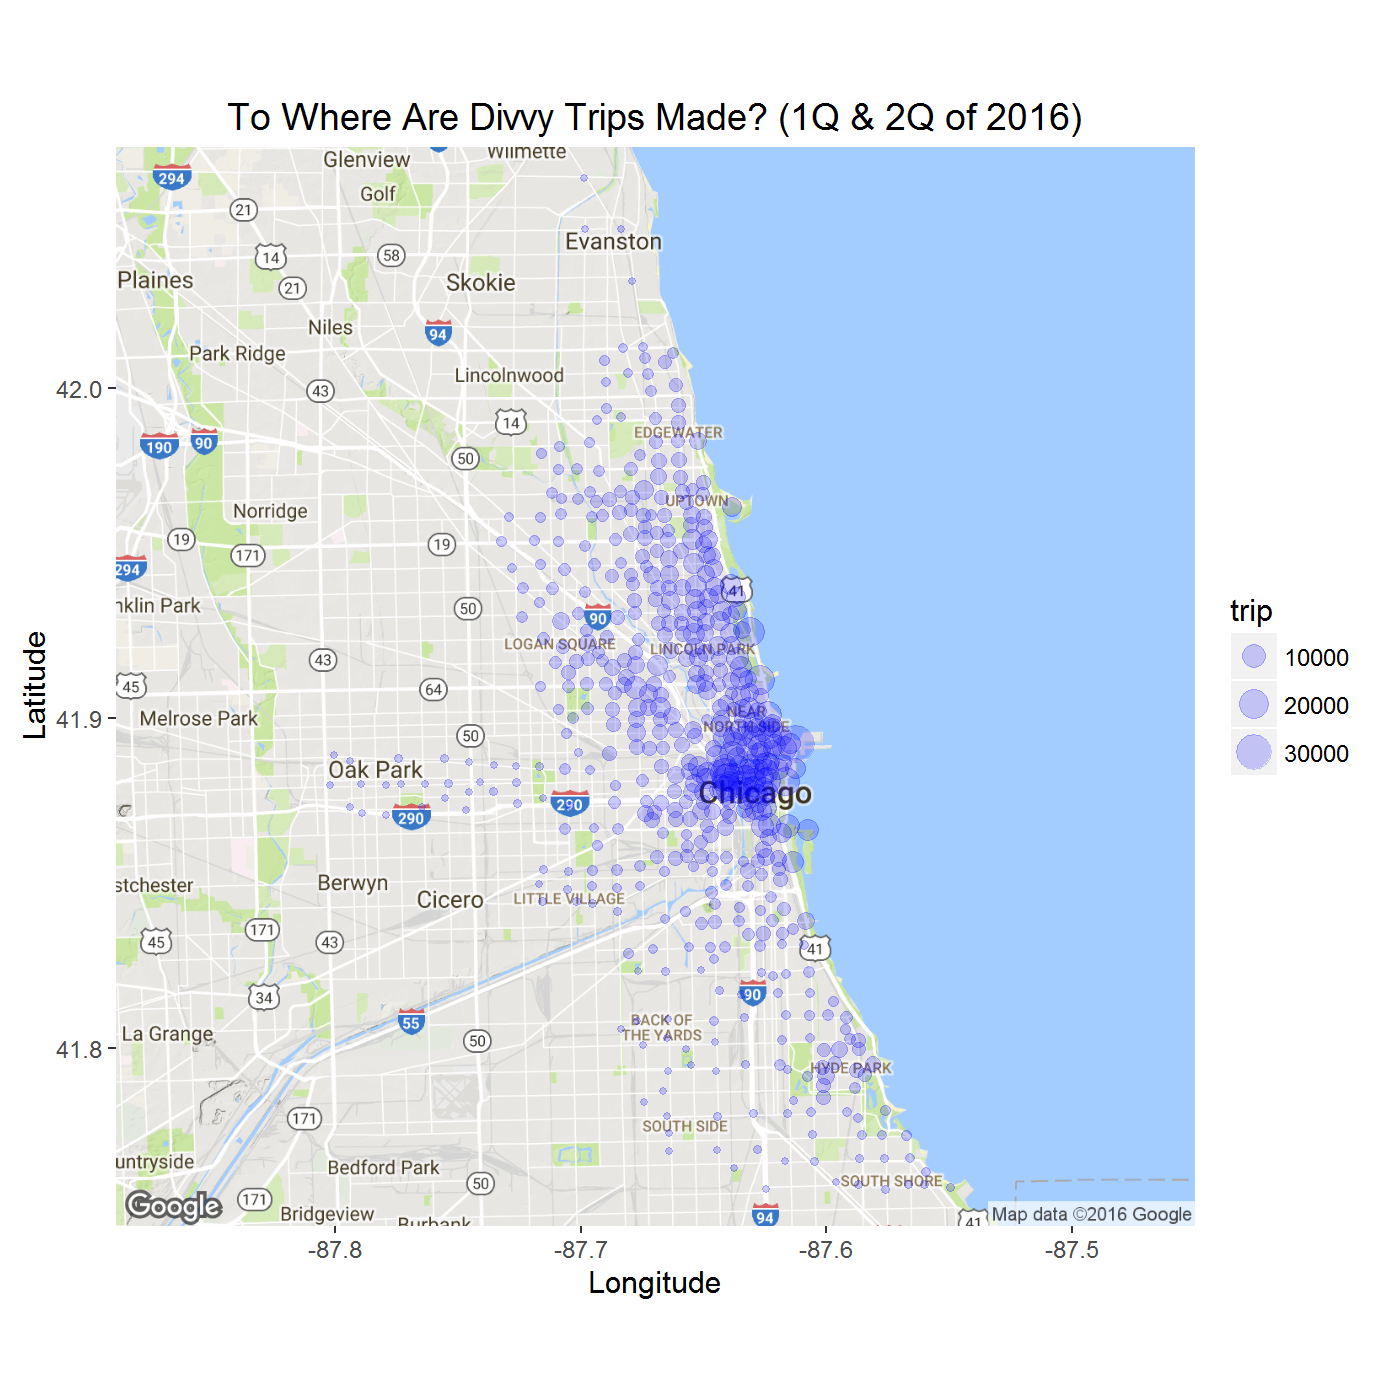 To Where Are Divvy Trips Made? (1Q & 2Q of 2016)
Glenview
Wilmette
294
Golf
21
Evanston
14
58
Plaines
Skokie
21
Niles
94
Park Ridge
Lincolnwood
42.0
43
14
EDGEWATER
190
90
50
UPTOWN
Norridge
19
171
19
294
41
nklin Park
50
90
LOGAN SQUARE
LINCOLN PARK
43
45
64
Melrose Park
41.9
NEAR
NORTH SIDE
50
Oak Park
Chicago
290
290
stchester
Berwyn
Cicero
LITTLE VILLAGE
171
45
43
41
34
90
55
BACK OF
THE YARDS
La Grange
50
41.8
HYDE PARK
171
SOUTH SIDE
untryside
Bedford Park
50
SOUTH SHORE
171
Google
Bridgeview
Burbank
94
41
Map data ©2016 Google
-87.8
-87.7
-87.6
-87.5
Longitude
Latitude
trip
10000
20000
30000